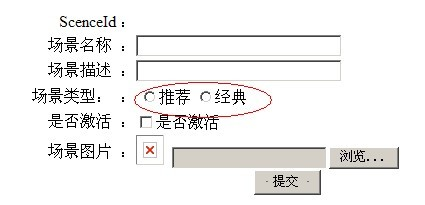 ScenceId：
场景名称 ：
场景描述 ：
场景类型： ： 推荐 经典
是否激活 ： 是否激活
场景图片 ： 浏览...
提交